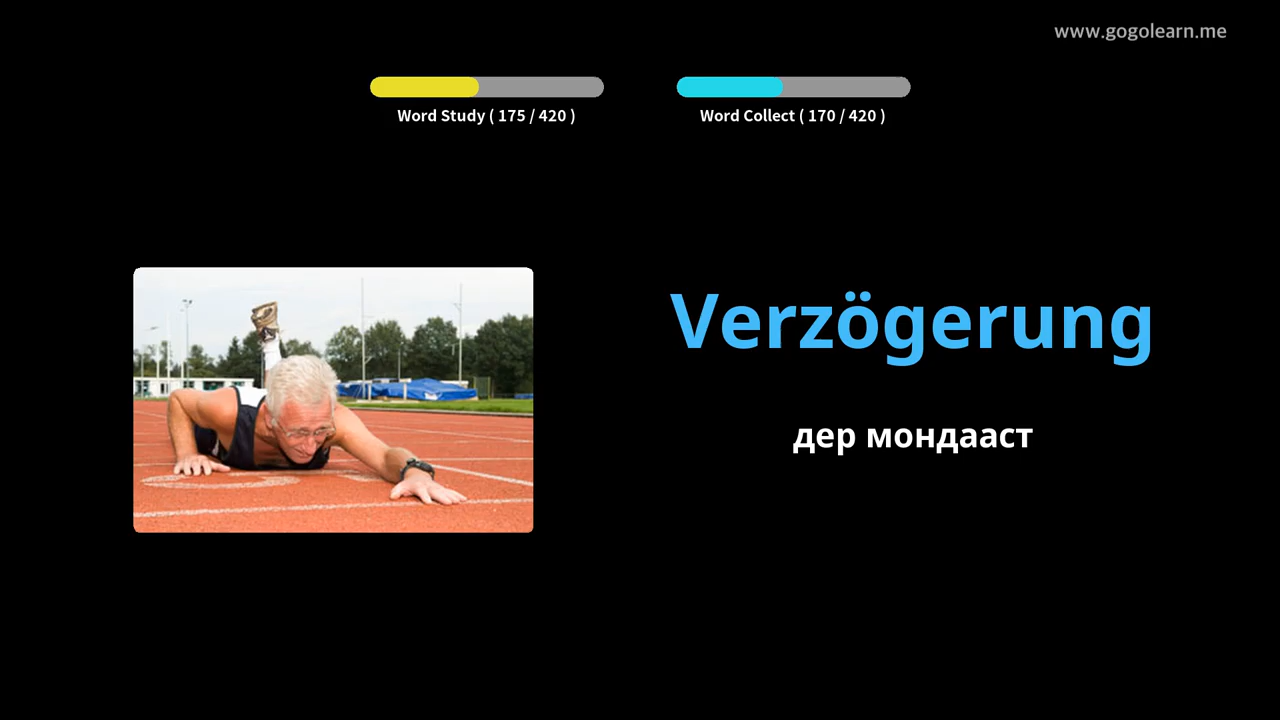 www.gogolearn.me
Word Study ( 175 / 420 )
Word Collect ( 170 / 420 )
Verzögerung
дер мондааст